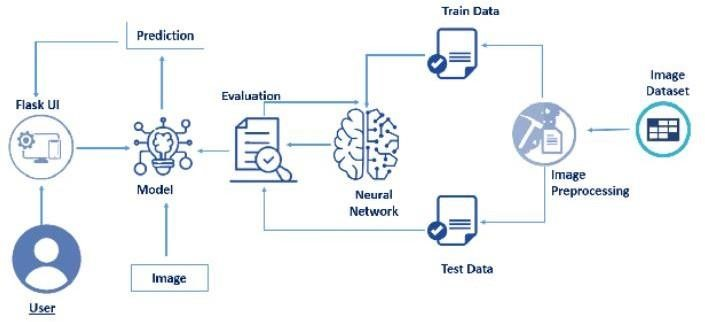 Train Data
Prediction
Image
Dataset
Evaluation
Flask UI
Model
Neural
Network
Image
Preprocessing
Image
Test Data
User